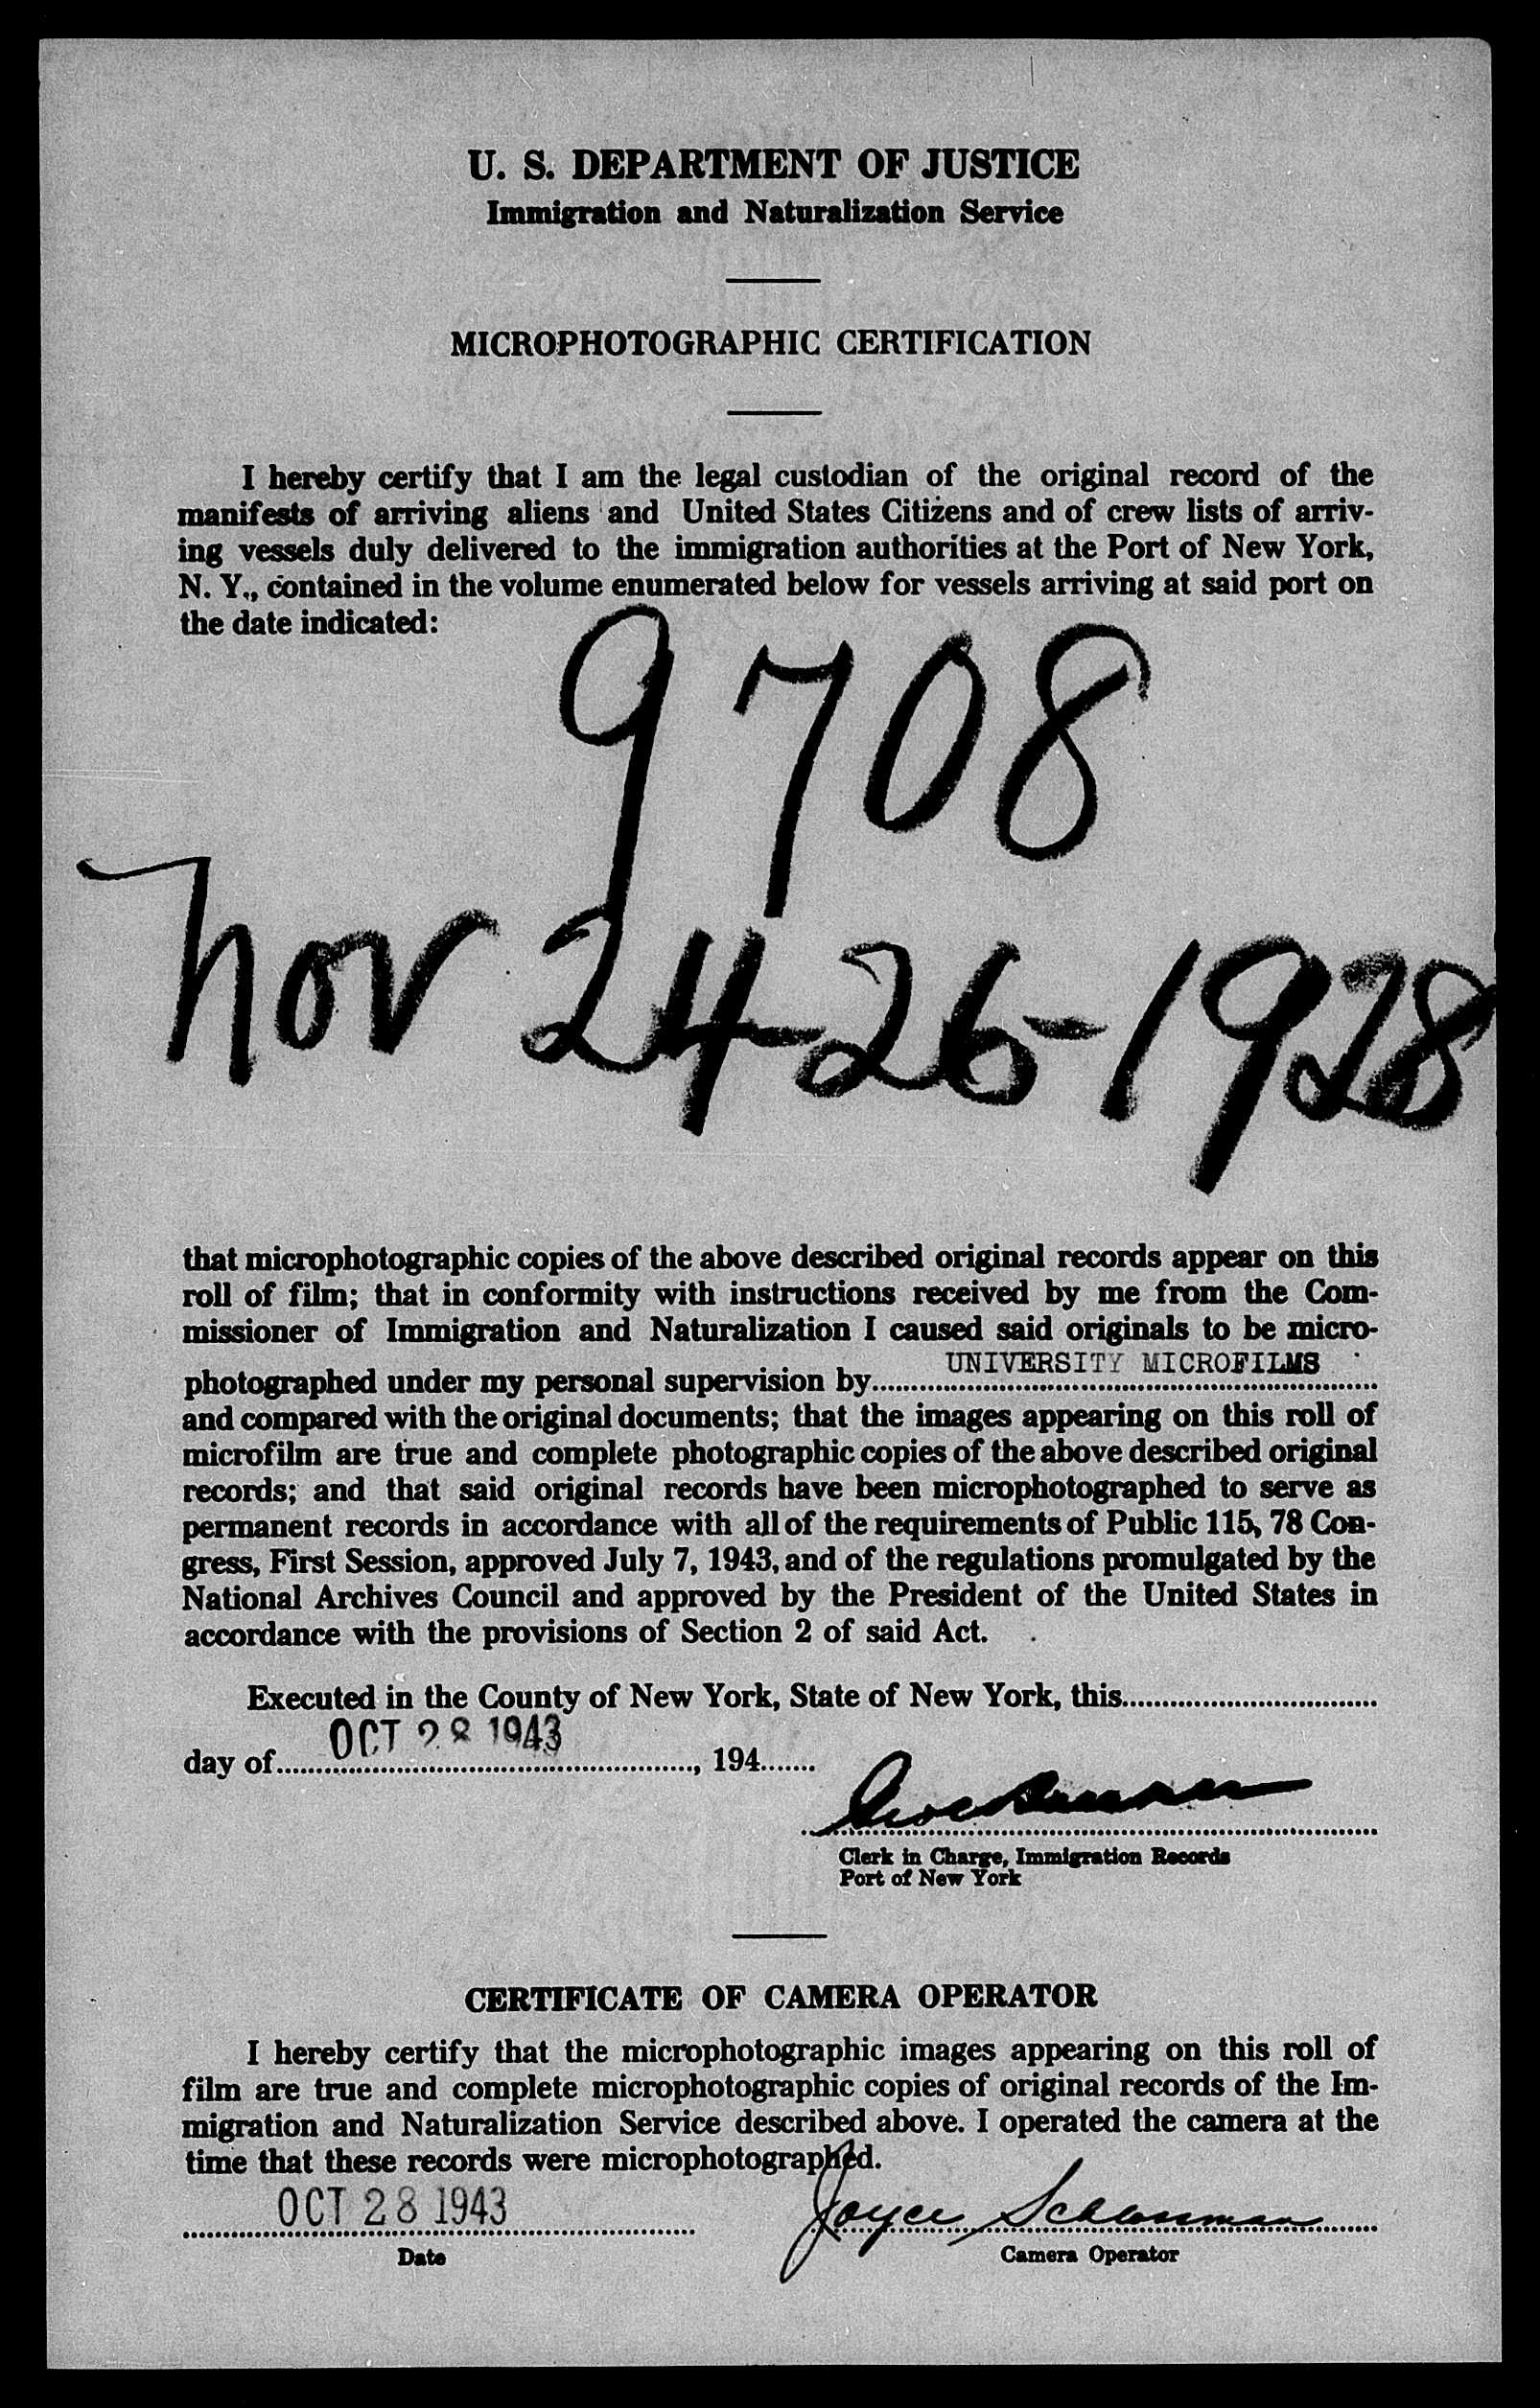 U. S. DEPARTMENT OF JUSTICE
Immigration and Naturalization Service
MICROPHOTOGRAPHIC CERTIFICATION
I hereby certify that I am the legal custodian of the original record of the
manifests of arriving aliens and United States Citizens and of crew lists of arriv-
ing vessels duly delivered to the immigration authorities at the Port of New York,
N. Y., contained in the volume enumerated below for vessels arriving at said port on
the date indicated:
9708
Nov 24-26-1928
that microphotographic copies of the above described original records appear on this
roll of film; that in conformity with instructions received by me from the Com-
missioner of Immigration and Naturalization I caused said originals to be micro-
photographed under my personal supervision by UNIVERSITY MICROFILMS
and compared with the original documents; that the images appearing on this roll of
microfilm are true and complete photographic copies of the above described original
records; and that said original records have been microphotographed to serve as
permanent records in accordance with all of the requirements of Public 115, 78 Con-
gress, First Session, approved July 7, 1943, and of the regulations promulgated by the
National Archives Council and approved by the President of the United States in
accordance with the provisions of Section 2 of said Act.
Executed in the County of New York, State of New York, this
day of OCT 28 1943, 194
Clerk in Charge, Immigration Records
Port of New York
CERTIFICATE OF CAMERA OPERATOR
I hereby certify that the microphotographic images appearing on this roll of
film are true and complete microphotographic copies of original records of the Im-
migration and Naturalization Service described above. I operated the camera at the
time that these records were microphotographed.
OCT 28 1943 Joyce
Date Camera Operator